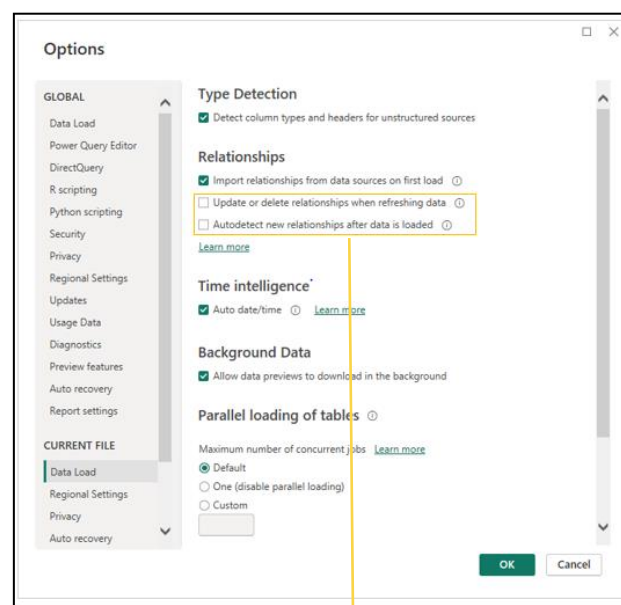 Options
GLOBAL
Data Load
Power Query Editor
DirectQuery
R scripting
Python scripting
Security
Privacy
Regional Settings
Updates
Usage Data
Diagnostics
Preview features
Auto recovery
Report settings
CURRENT FILE
Data Load
Regional Settings
Privacy
Auto recovery
Type Detection
Detect column types and headers for unstructured sources
Relationships
Import relationships from data sources on first load
Update or delete relationships when refreshing data
Autodetect new relationships after data is loaded
Learn more
Time intelligence
Auto date/time Learn more
Background Data
Allow data previews to download in the background
Parallel loading of tables
Maximum number of concurrent jobs Learn more
Default
One (disable parallel loading)
Custom
OK Cancel